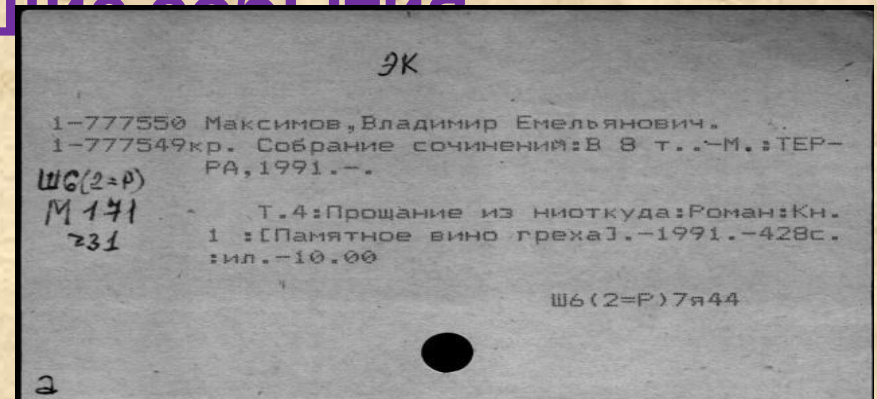 ЭК
1-777550 Максимов,Владимир Емельянович.
1-777549кр. Собрание сочинений:В 8 т..-М.:ТЕР-
Ш6(2=Р) РА,1991.-.
М 171 Т.4:Прощание из ниоткуда:Роман:Кн.
231 1 :[Памятное вино греха].-1991.-428с.
:ил.-10.00
Ш6(2=Р)7я44
а